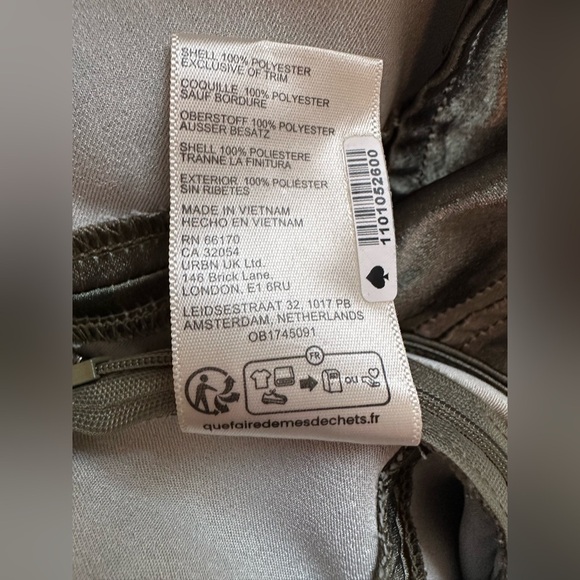 SHELL 100% POLYESTER
EXCLUSIVE OF TRIM
COQUILLE 100% POLYESTER
SAUF BORDURE
OBERSTOFF 100% POLYESTER
AUSSER BESATZ
SHELL 100% POLIESTERE
TRANNE LA FINITURA
EXTERIOR. 100% POLIÉSTER
SIN RIBETES
MADE IN VIETNAM
HECHO EN VIETNAM
RN 66170
CA 32054
URBN UK Ltd.
146 Brick Lane,
LONDON, E1 6RU
LEIDSESTRAAT 32, 1017 PB
AMSTERDAM, NETHERLANDS
OB1745091
FR
OU
quefairedemesdechets.fr
1101052600